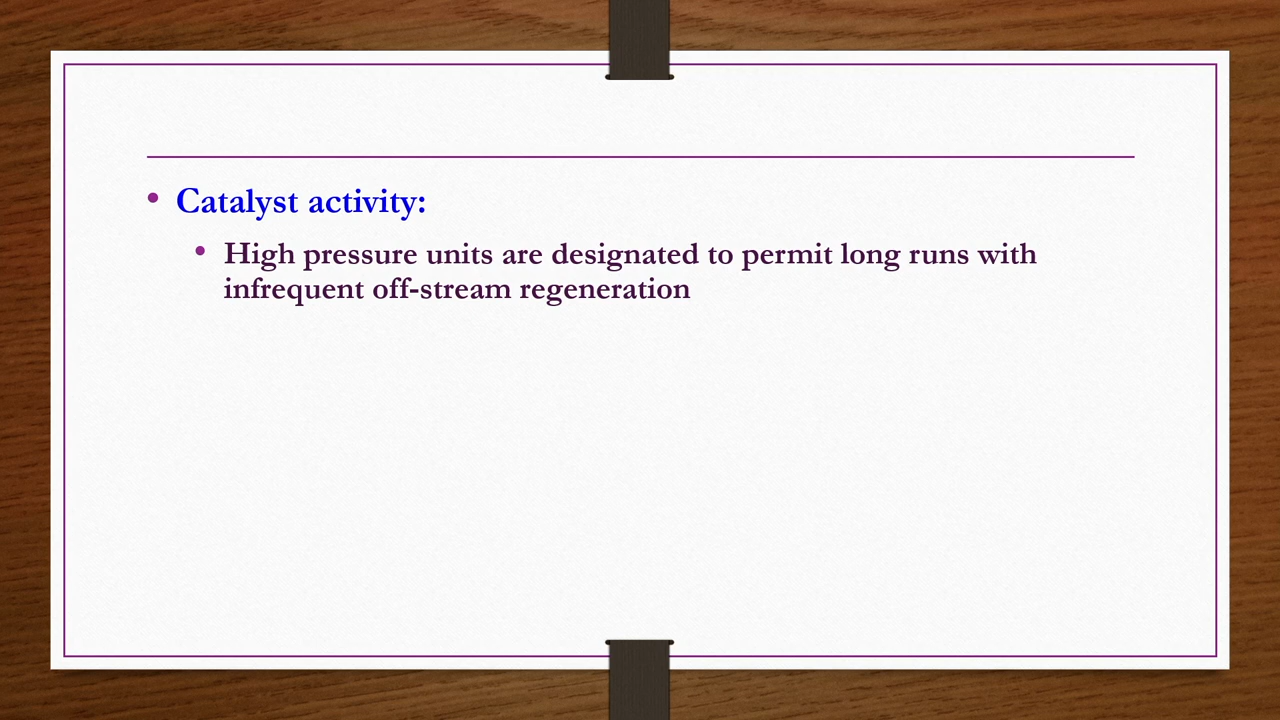 • Catalyst activity:
• High pressure units are designated to permit long runs with
infrequent off-stream regeneration